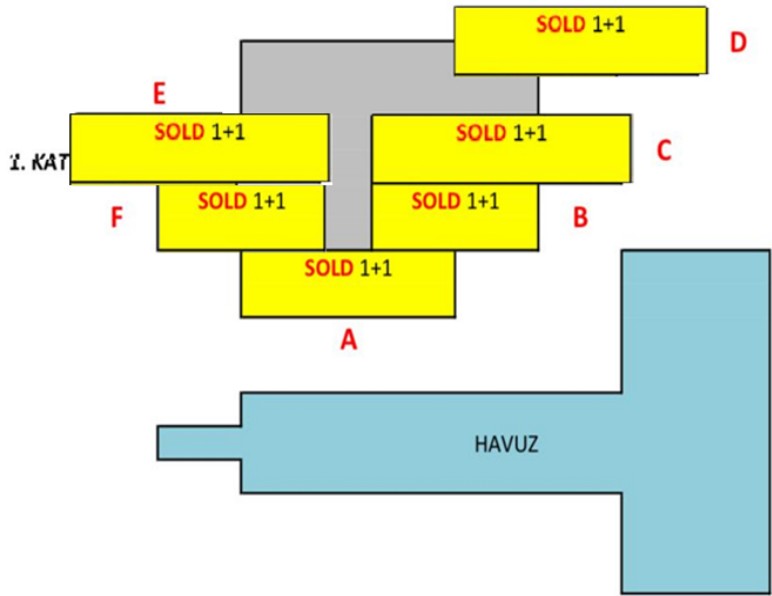 SOLD 1+1
D
E
SOLD 1+1
SOLD 1+1
C
1. KAT
F
SOLD 1+1
SOLD 1+1
B
SOLD 1+1
A
HAVUZ